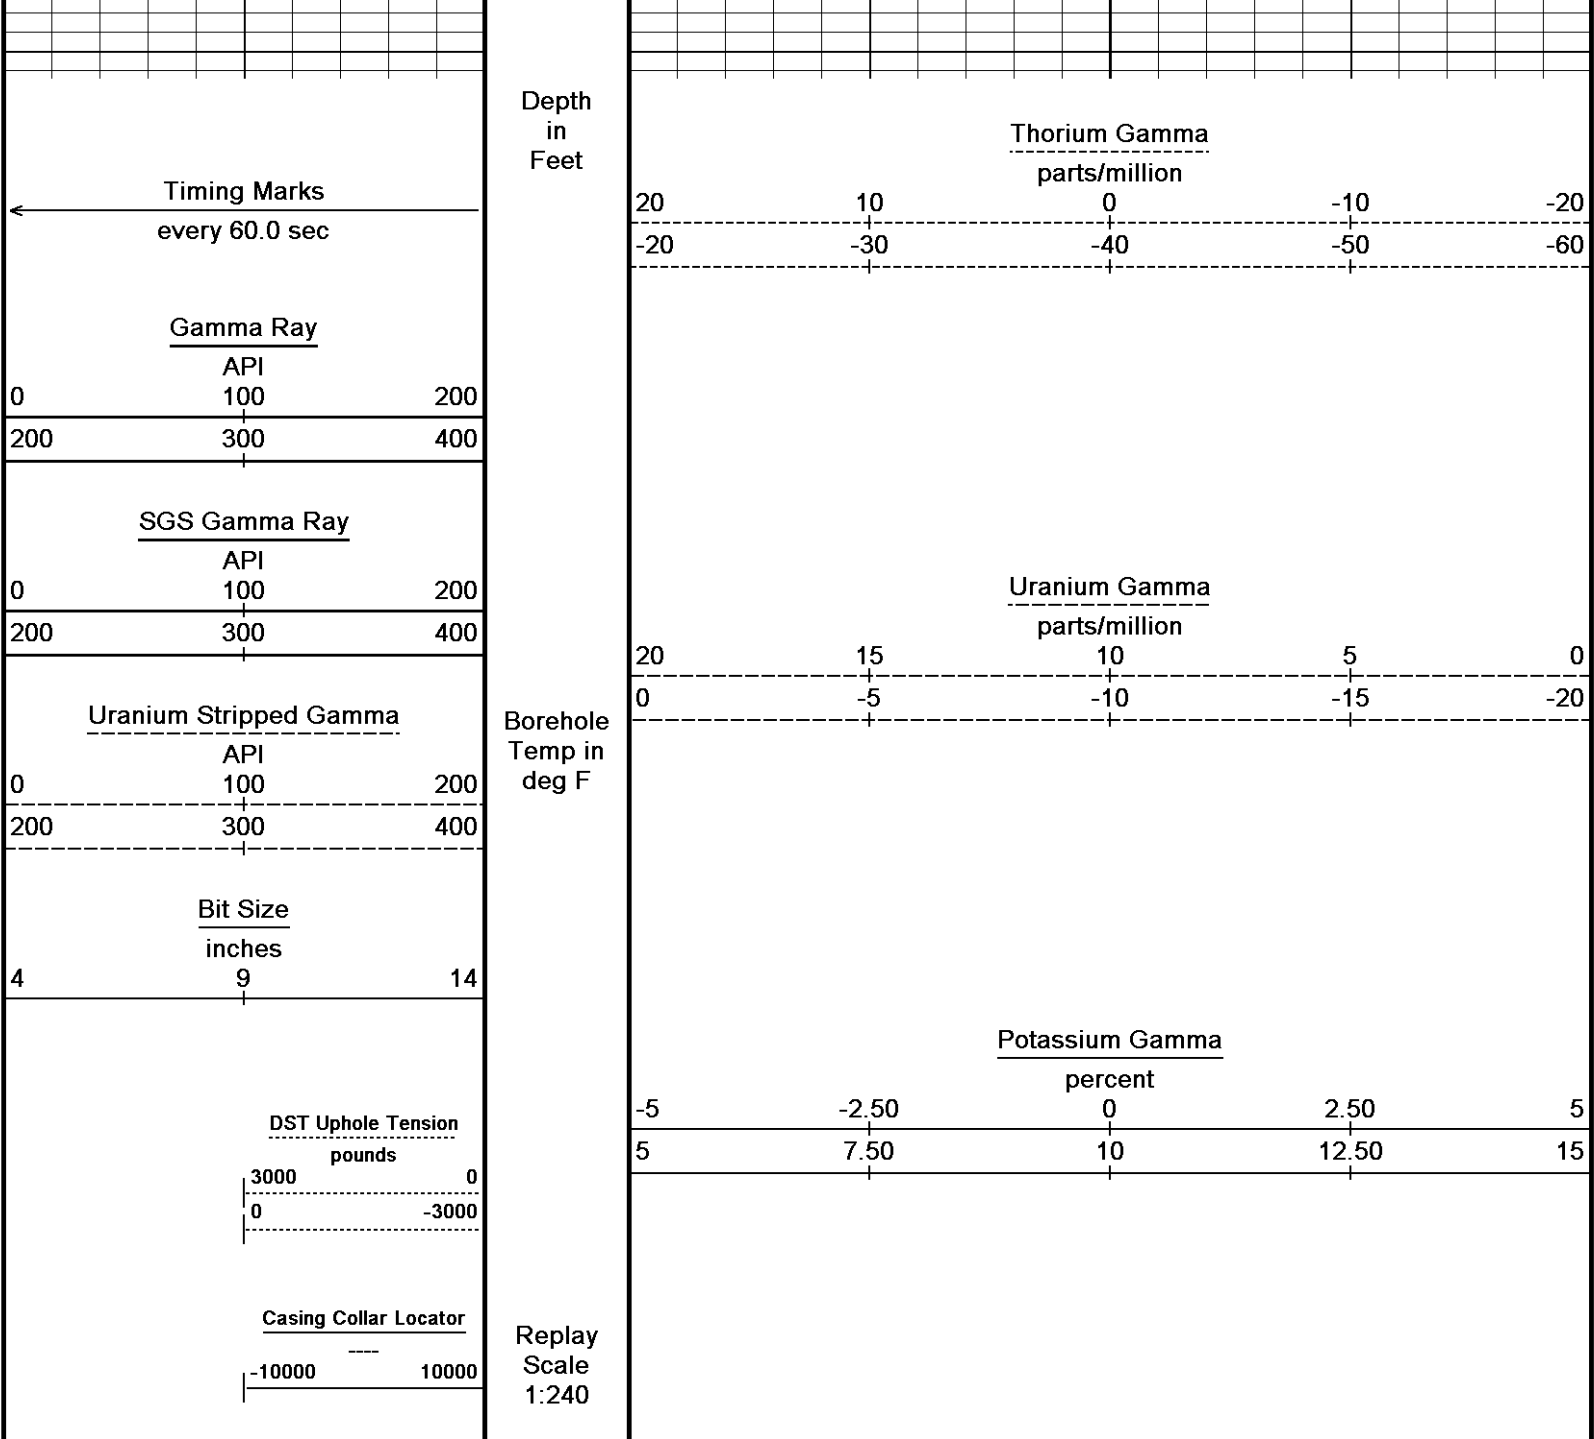 Timing Marks
every 60.0 sec
Gamma Ray
API
0 100 200
200 300 400
SGS Gamma Ray
API
0 100 200
200 300 400
Uranium Stripped Gamma
API
0 100 200
200 300 400
Bit Size
inches
4 9 14
DST Uphole Tension
pounds
3000 0
0 -3000
Casing Collar Locator
----
-10000 10000
Depth
in
Feet
Borehole
Temp in
deg F
Replay
Scale
1:240
Thorium Gamma
parts/million
20 10 0 -10 -20
-20 -30 -40 -50 -60
Uranium Gamma
parts/million
20 15 10 5 0
0 -5 -10 -15 -20
Potassium Gamma
percent
-5 -2.50 0 2.50 5
5 7.50 10 12.50 15